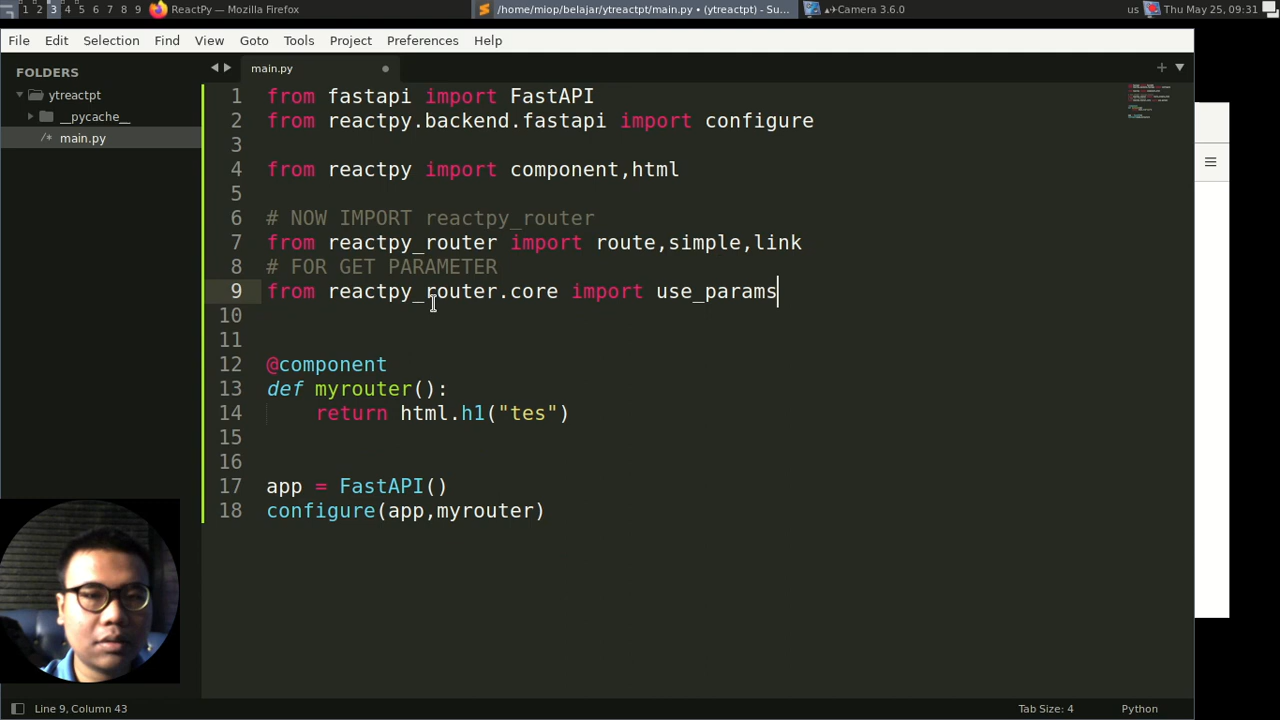 1 2 3 4 5 6 7 8 9 ReactPy — Mozilla Firefox /home/miop/belajar/ytreactpt/main.py • (ytreactpt) - Su... Camera 3.6.0 us Thu May 25, 09:31
File Edit Selection Find View Goto Tools Project Preferences Help
FOLDERS
ytreactpt
__pycache__
/* main.py
main.py
1 from fastapi import FastAPI
2 from reactpy.backend.fastapi import configure
3
4 from reactpy import component,html
5
6 # NOW IMPORT reactpy_router
7 from reactpy_router import route,simple,link
8 # FOR GET PARAMETER
9 from reactpy_router.core import use_params
10
11
12 @component
13 def myrouter():
14 return html.h1("tes")
15
16
17 app = FastAPI()
18 configure(app,myrouter)
Line 9, Column 43 Tab Size: 4 Python